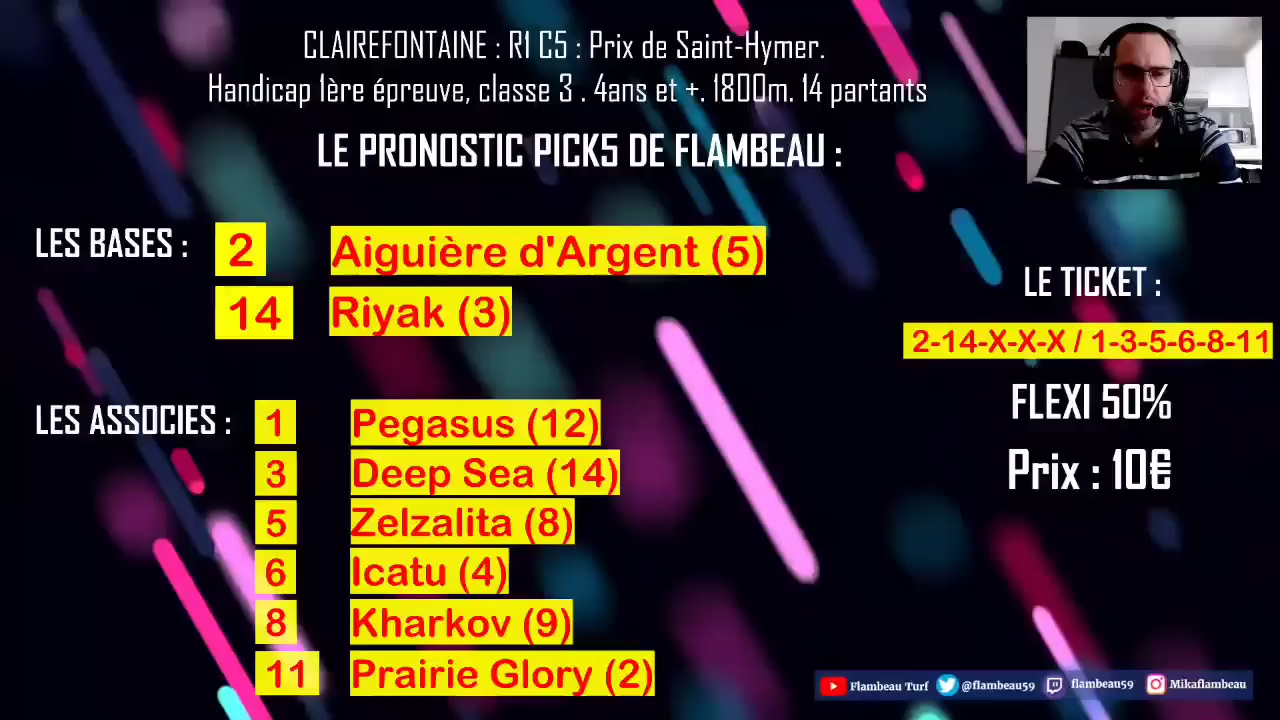 CLAIREFONTAINE : R1 C5 : Prix de Saint-Hymer.
Handicap 1ère épreuve, classe 3 . 4ans et +. 1800m. 14 partants
LE PRONOSTIC PICK5 DE FLAMBEAU :
LES BASES :
2 Aiguière d'Argent (5)
14 Riyak (3)
LES ASSOCIES :
1 Pegasus (12)
3 Deep Sea (14)
5 Zelzalita (8)
6 Icatu (4)
8 Kharkov (9)
11 Prairie Glory (2)
LE TICKET :
2-14-X-X-X / 1-3-5-6-8-11
FLEXI 50%
Prix : 10€
Flambeau Turf @flambeau59 flambeau59 Mikaflambeau